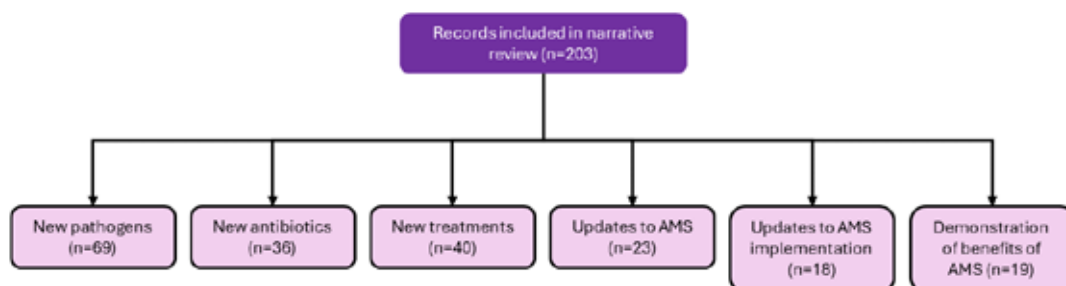 Records included in narrative
review (n=203)
New pathogens
(n=69)
New antibiotics
(n=36)
New treatments
(n=40)
Updates to AMS
(n=23)
Updates to AMS
implementation
(n=18)
Demonstration
of benefits of
AMS (n=19)